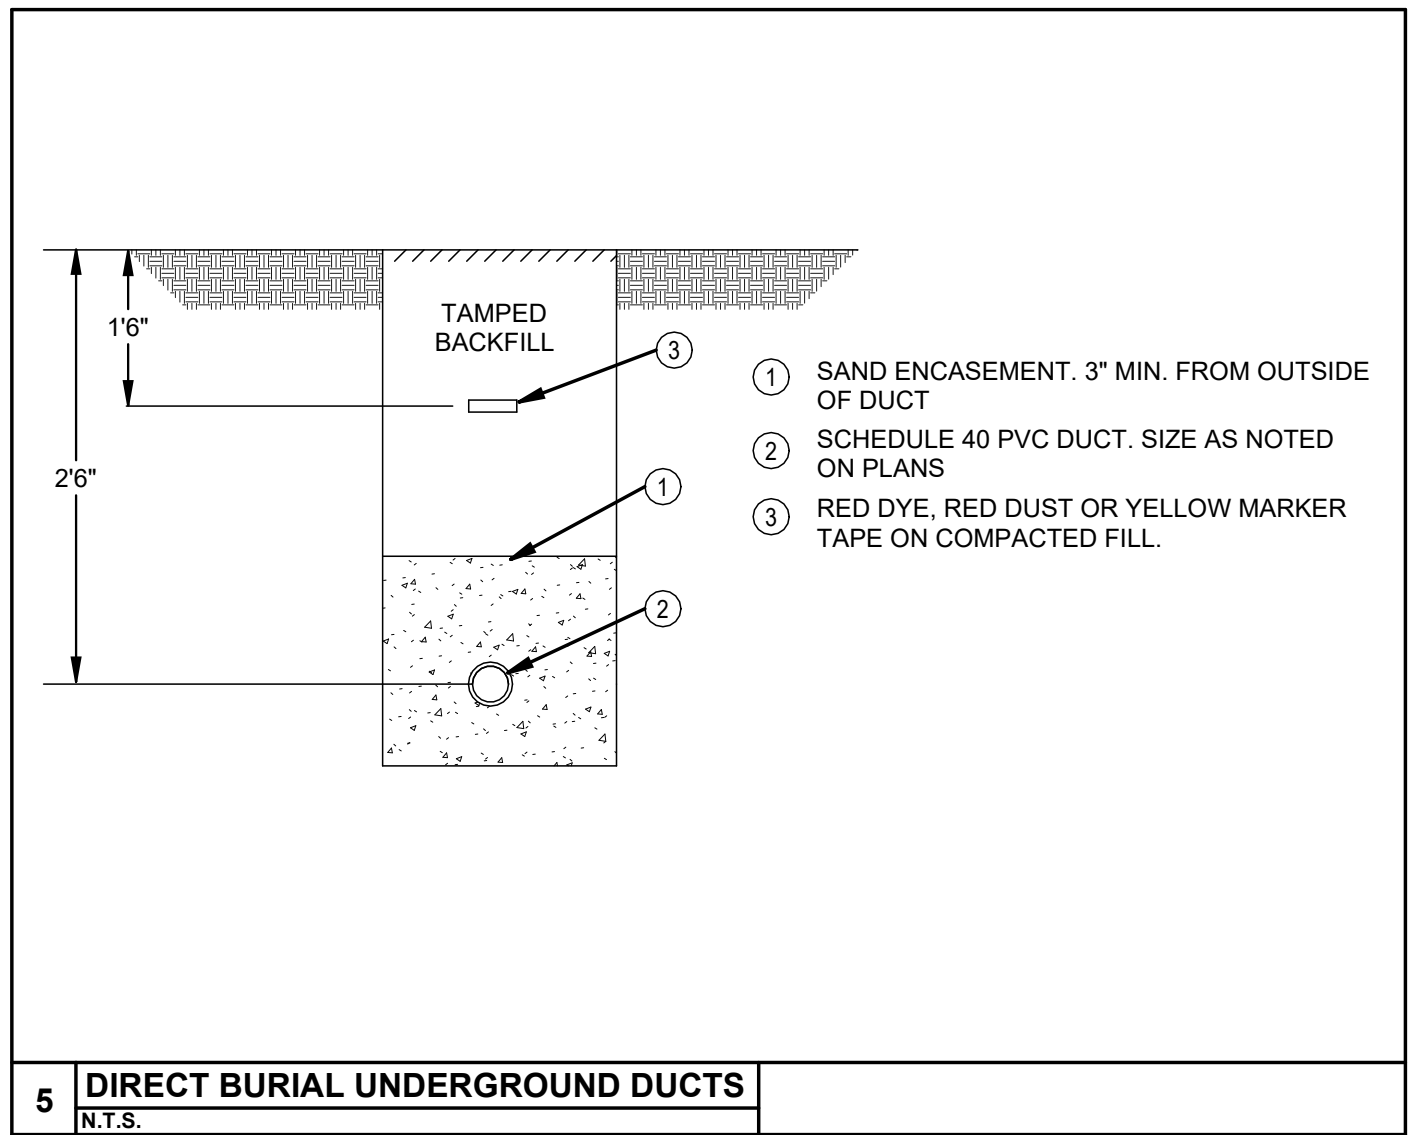 TAMPED
BACKFILL
1'6"
2'6"
3
1
2
1 SAND ENCASEMENT. 3" MIN. FROM OUTSIDE
OF DUCT
2 SCHEDULE 40 PVC DUCT. SIZE AS NOTED
ON PLANS
3 RED DYE, RED DUST OR YELLOW MARKER
TAPE ON COMPACTED FILL.
5 DIRECT BURIAL UNDERGROUND DUCTS
N.T.S.